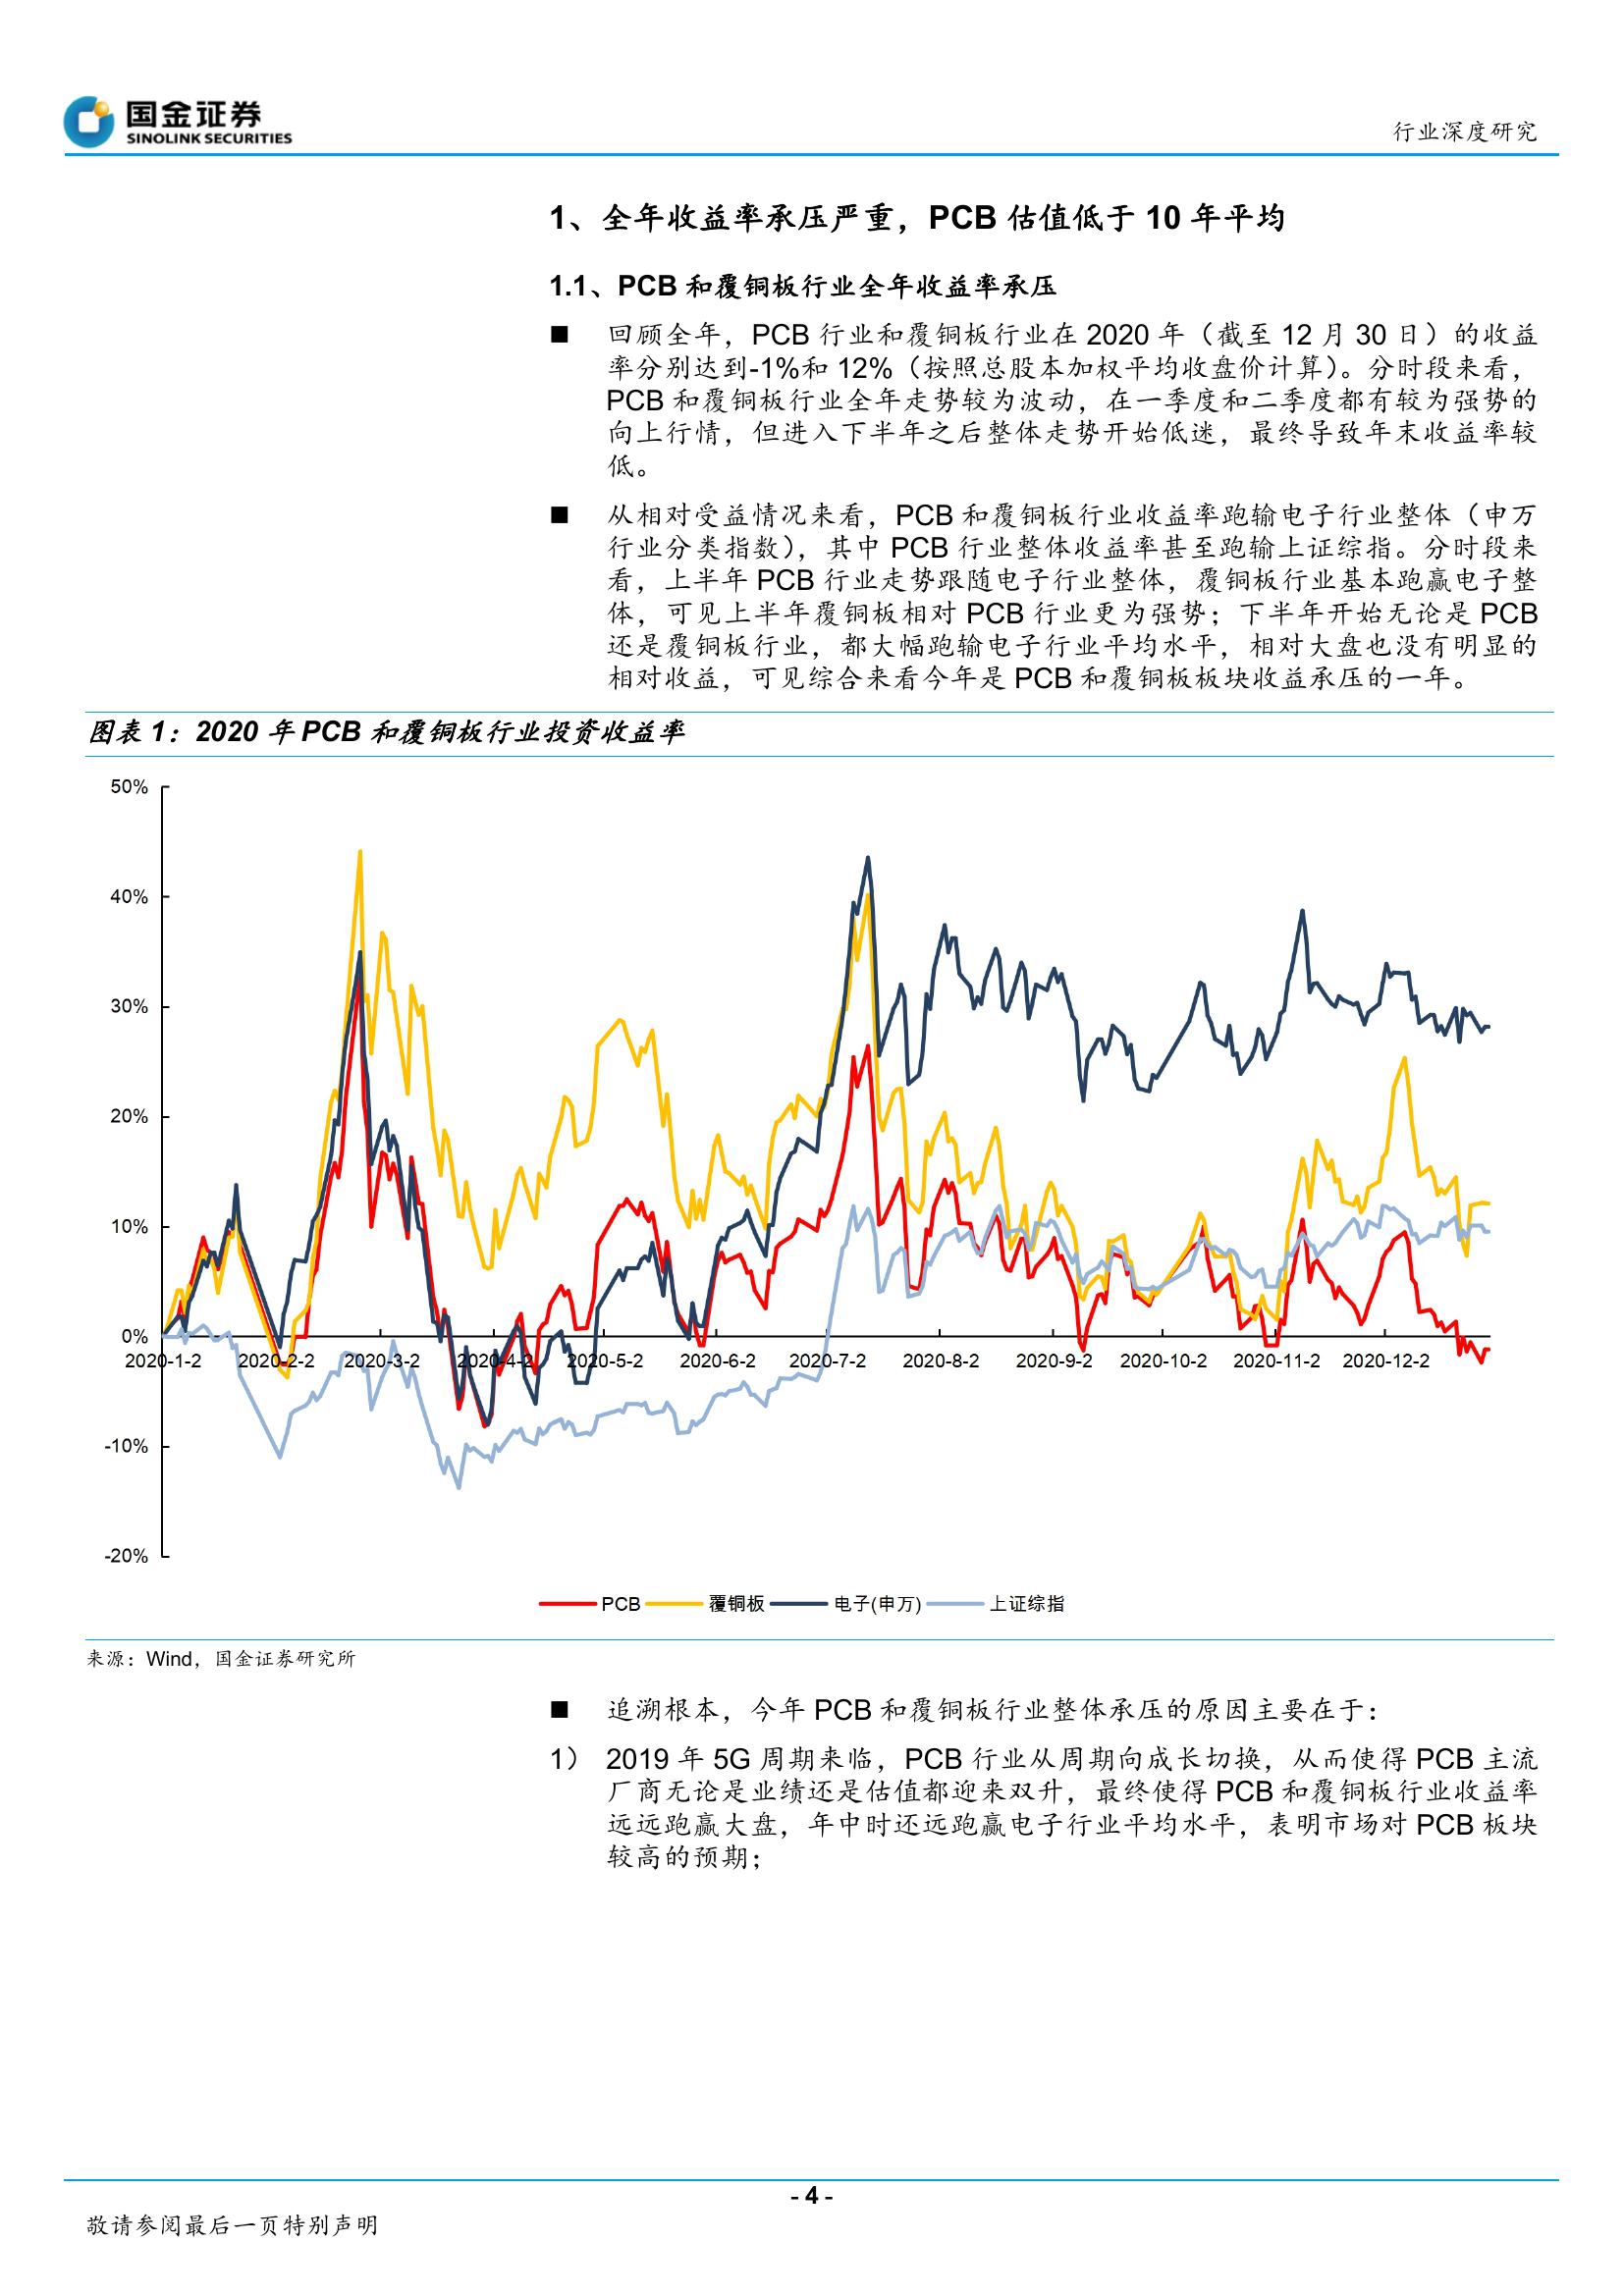 国金证券
SINOLINK SECURITIES
行业深度研究
1、全年收益率承压严重，PCB 估值低于 10 年平均
1.1、PCB 和覆铜板行业全年收益率承压
■ 回顾全年，PCB 行业和覆铜板行业在 2020 年（截至 12 月 30 日）的收益
率分别达到-1%和 12%（按照总股本加权平均收盘价计算）。分时段来看，
PCB 和覆铜板行业全年走势较为波动，在一季度和二季度都有较为强势的
向上行情，但进入下半年之后整体走势开始低迷，最终导致年末收益率较
低。
■ 从相对受益情况来看，PCB 和覆铜板行业收益率跑输电子行业整体（申万
行业分类指数），其中 PCB 行业整体收益率甚至跑输上证综指。分时段来
看，上半年 PCB 行业走势跟随电子行业整体，覆铜板行业基本跑赢电子整
体，可见上半年覆铜板相对 PCB 行业更为强势；下半年开始无论是 PCB
还是覆铜板行业，都大幅跑输电子行业平均水平，相对大盘也没有明显的
相对收益，可见综合来看今年是 PCB 和覆铜板板块收益承压的一年。
图表 1：2020 年 PCB 和覆铜板行业投资收益率
50%
40%
30%
20%
10%
0%
2020-1-2 2020-2-2 2020-3-2 2020-4-2 2020-5-2 2020-6-2 2020-7-2 2020-8-2 2020-9-2 2020-10-2 2020-11-2 2020-12-2
-10%
-20%
PCB 覆铜板 电子(申万) 上证综指
来源：Wind，国金证券研究所
■ 追溯根本，今年 PCB 和覆铜板行业整体承压的原因主要在于：
1） 2019 年 5G 周期来临，PCB 行业从周期向成长切换，从而使得 PCB 主流
厂商无论是业绩还是估值都迎来双升，最终使得 PCB 和覆铜板行业收益率
远远跑赢大盘，年中时还远跑赢电子行业平均水平，表明市场对 PCB 板块
较高的预期；
- 4 -
敬请参阅最后一页特别声明